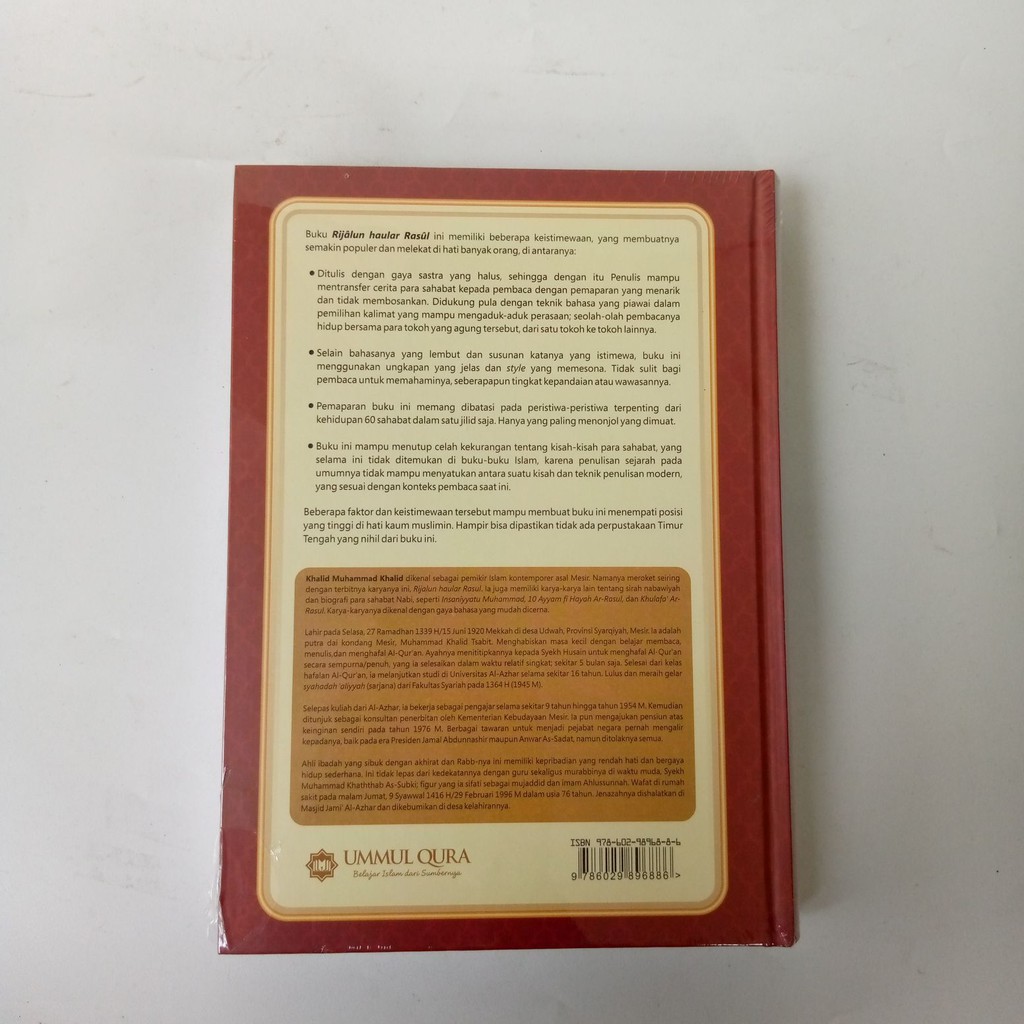 Buku Rijâlun haular Rasûl ini memiliki beberapa keistimewaan, yang membuatnya
semakin populer dan melekat di hati banyak orang, di antaranya:
• Ditulis dengan gaya sastra yang halus, sehingga dengan itu Penulis mampu
mentransfer cerita para sahabat kepada pembaca dengan pemaparan yang menarik
dan tidak membosankan. Didukung pula dengan teknik bahasa yang piawai dalam
pemilihan kalimat yang mampu mengaduk-aduk perasaan; seolah-olah pembacanya
hidup bersama para tokoh yang agung tersebut, dari satu tokoh ke tokoh lainnya.
• Selain bahasanya yang lembut dan susunan katanya yang istimewa, buku ini
menggunakan ungkapan yang jelas dan style yang memesona. Tidak sulit bagi
pembaca untuk memahaminya, seberapapun tingkat kepandaian atau wawasannya.
• Pemaparan buku ini memang dibatasi pada peristiwa-peristiwa terpenting dari
kehidupan 60 sahabat dalam satu jilid saja. Hanya yang paling menonjol yang dimuat.
• Buku ini mampu menutup celah kekurangan tentang kisah-kisah para sahabat, yang
selama ini tidak ditemukan di buku-buku Islam, karena penulisan sejarah pada
umumnya tidak mampu menyatukan antara suatu kisah dan teknik penulisan modern,
yang sesuai dengan konteks pembaca saat ini.
Beberapa faktor dan keistimewaan tersebut mampu membuat buku ini menempati posisi
yang tinggi di hati kaum muslimin. Hampir bisa dipastikan tidak ada perpustakaan Timur
Tengah yang nihil dari buku ini.
Khalid Muhammad Khalid dikenal sebagai pemikir Islam kontemporer asal Mesir. Namanya meroket seiring
dengan terbitnya karyanya ini, Rijalun haular Rasul. Ia juga memiliki karya-karya lain tentang sirah nabawiyah
dan biografi para sahabat Nabi, seperti Insaniyyatu Muhammad, 10 Ayyam fi Hayah Ar-Rasul, dan Khulafa' Ar-
Rasul. Karya-karyanya dikenal dengan gaya bahasa yang mudah dicerna.
Lahir pada Selasa, 27 Ramadhan 1339 H/15 Juni 1920 Mekkah di desa Udwah, Provinsi Syarqiyah, Mesir. Ia adalah
putra dai kondang Mesir, Muhammad Khalid Tsabit. Menghabiskan masa kecil dengan belajar membaca,
menulis,dan menghafal Al-Qur'an. Ayahnya menitipkannya kepada Syekh Husain untuk menghafal Al-Qur'an
secara sempurna/penuh, yang ia selesaikan dalam waktu relatif singkat; sekitar 5 bulan saja. Selesai dari kelas
hafalan Al-Qur'an, ia melanjutkan studi di Universitas Al-Azhar selama sekitar 16 tahun. Lulus dan meraih gelar
syahadah 'aliyyah (sarjana) dari Fakultas Syariah pada 1364 H (1945 M).
Selepas kuliah dari Al-Azhar, ia bekerja sebagai pengajar selama sekitar 9 tahun hingga tahun 1954 M. Kemudian
ditunjuk sebagai konsultan penerbitan oleh Kementerian Kebudayaan Mesir. Ia pun mengajukan pensiun atas
keinginan sendiri pada tahun 1976 M. Berbagai tawaran untuk menjadi pejabat negara pernah mengalir
kepadanya, baik pada era Presiden Jamal Abdunnashir maupun Anwar As-Sadat, namun ditolaknya semua.
Ahli ibadah yang sibuk dengan akhirat dan Rabb-nya ini memiliki kepribadian yang rendah hati dan bergaya
hidup sederhana. Ini tidak lepas dari kedekatannya dengan guru sekaligus murabbinya di waktu muda, Syekh
Muhammad Khaththab As-Subki; figur yang ia sifati sebagai mujaddid dan imam Ahlussunnah. Wafat di rumah
sakit pada malam Jumat, 9 Syawwal 1416 H/29 Februari 1996 M dalam usia 76 tahun. Jenazahnya dishalatkan di
Masjid Jami' Al-Azhar dan dikebumikan di desa kelahirannya.
UMMUL QURA
Belajar Islam dari Sumbernya
ISBN 978-602-98968-8-6
9 786029 896886 >